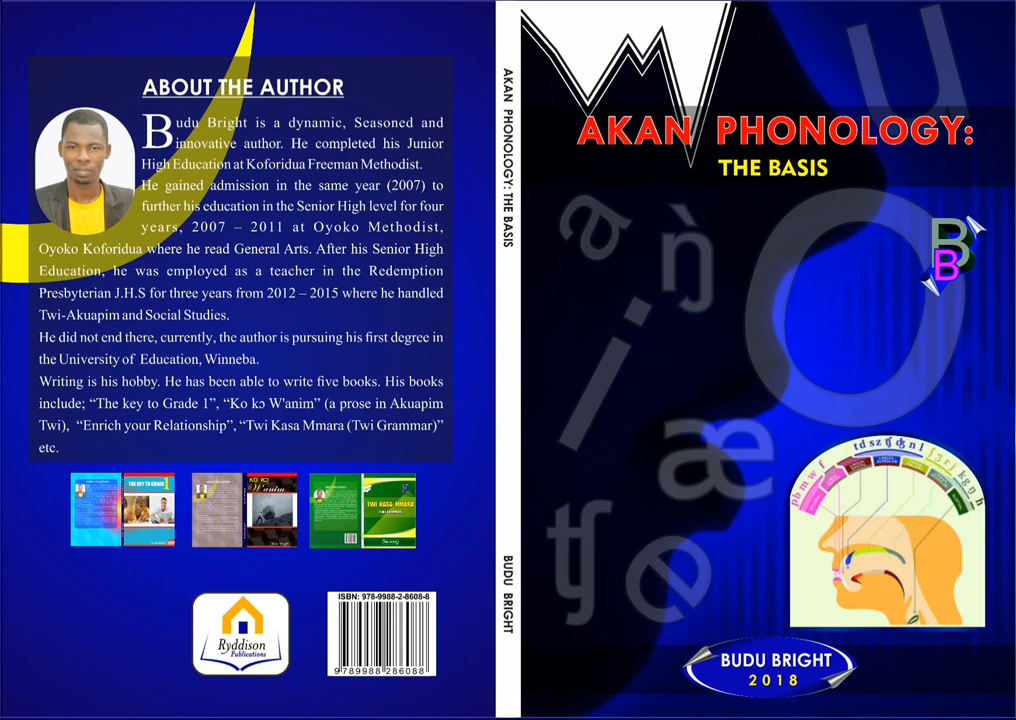 ABOUT THE AUTHOR
Budu Bright is a dynamic, Seasoned and
innovative author. He completed his Junior
High Education at Koforidua Freeman Methodist.
He gained admission in the same year (2007) to
further his education in the Senior High level for four
years, 2007 – 2011 at Oyoko Methodist,
Oyoko Koforidua where he read General Arts. After his Senior High
Education, he was employed as a teacher in the Redemption
Presbyterian J.H.S for three years from 2012 – 2015 where he handled
Twi-Akuapim and Social Studies.
He did not end there, currently, the author is pursuing his first degree in
the University of Education, Winneba.
Writing is his hobby. He has been able to write five books. His books
include; “The key to Grade 1”, “Ko kɔ W'anim” (a prose in Akuapim
Twi), “Enrich your Relationship”, “Twi Kasa Mmara (Twi Grammar)”
etc.
THE KEY TO GRADE 1
KO KƆ
W'anim
TWI KASA MMARA
Ryddison
Publications
ISBN: 978-9988-2-8608-8
9 789988 286088
AKAN PHONOLOGY: THE BASIS
BUDU BRIGHT
AKAN PHONOLOGY:
THE BASIS
B
B
u
a
ŋ̀
O
i
æ
ʧ
ə
p b m w f
t d s z ʧ ʤ n l
ʃ ʒ r j
k g ŋ h
BUDU BRIGHT
2018